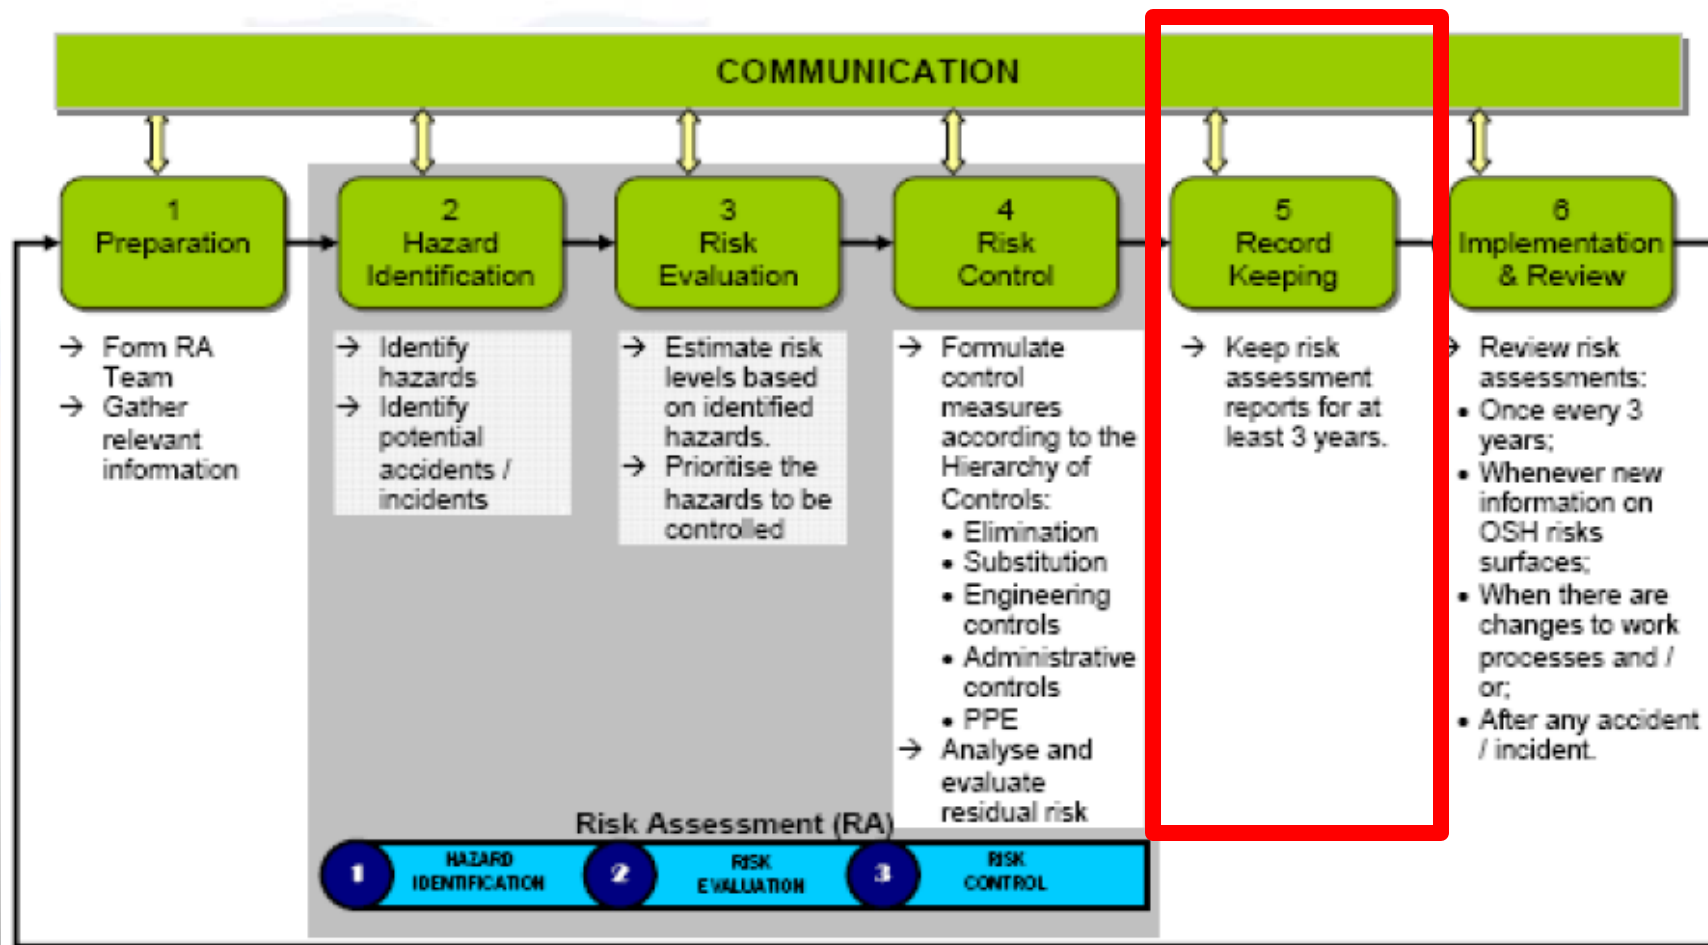 COMMUNICATION
1
Preparation
→ Form RA
Team
→ Gather
relevant
information
2
Hazard
Identification
→ Identify
hazards
→ Identify
potential
accidents /
incidents
3
Risk
Evaluation
→ Estimate risk
levels based
on identified
hazards.
→ Prioritise the
hazards to be
controlled
4
Risk
Control
→ Formulate
control
measures
according to the
Hierarchy of
Controls:
• Elimination
• Substitution
• Engineering
controls
• Administrative
controls
• PPE
→ Analyse and
evaluate
residual risk
5
Record
Keeping
→ Keep risk
assessment
reports for at
least 3 years.
6
Implementation
& Review
→ Review risk
assessments:
• Once every 3
years;
• Whenever new
information on
OSH risks
surfaces;
• When there are
changes to work
processes and /
or;
• After any accident
/ incident.
Risk Assessment (RA)
1
HAZARD
IDENTIFICATION
2
RISK
EVALUATION
3
RISK
CONTROL